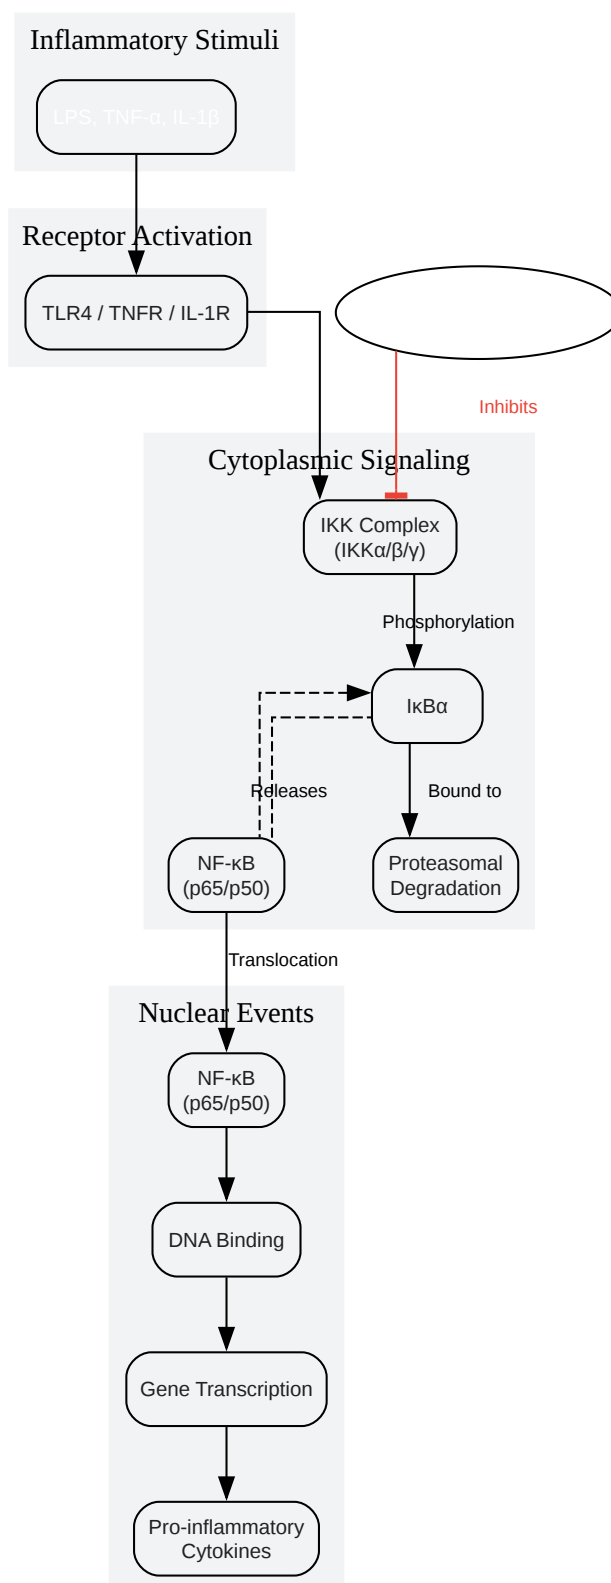 Inflammatory Stimuli
LPS, TNF-α, IL-1β
Receptor Activation
TLR4 / TNFR / IL-1R
Inhibits
Cytoplasmic Signaling
IKK Complex
(IKKα/β/γ)
Phosphorylation
IκBα
Releases
Bound to
NF-κB
(p65/p50)
Proteasomal
Degradation
Translocation
Nuclear Events
NF-κB
(p65/p50)
DNA Binding
Gene Transcription
Pro-inflammatory
Cytokines